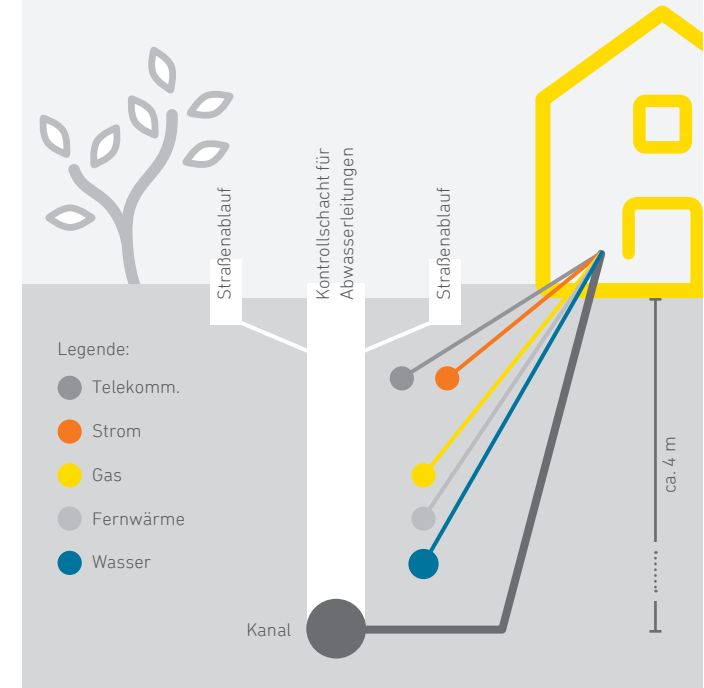 Straßenablauf
Kontrollschacht für
Abwasserleitungen
Straßenablauf
Legende:
Telekomm.
Strom
Gas
Fernwärme
Wasser
ca. 4 m
Kanal